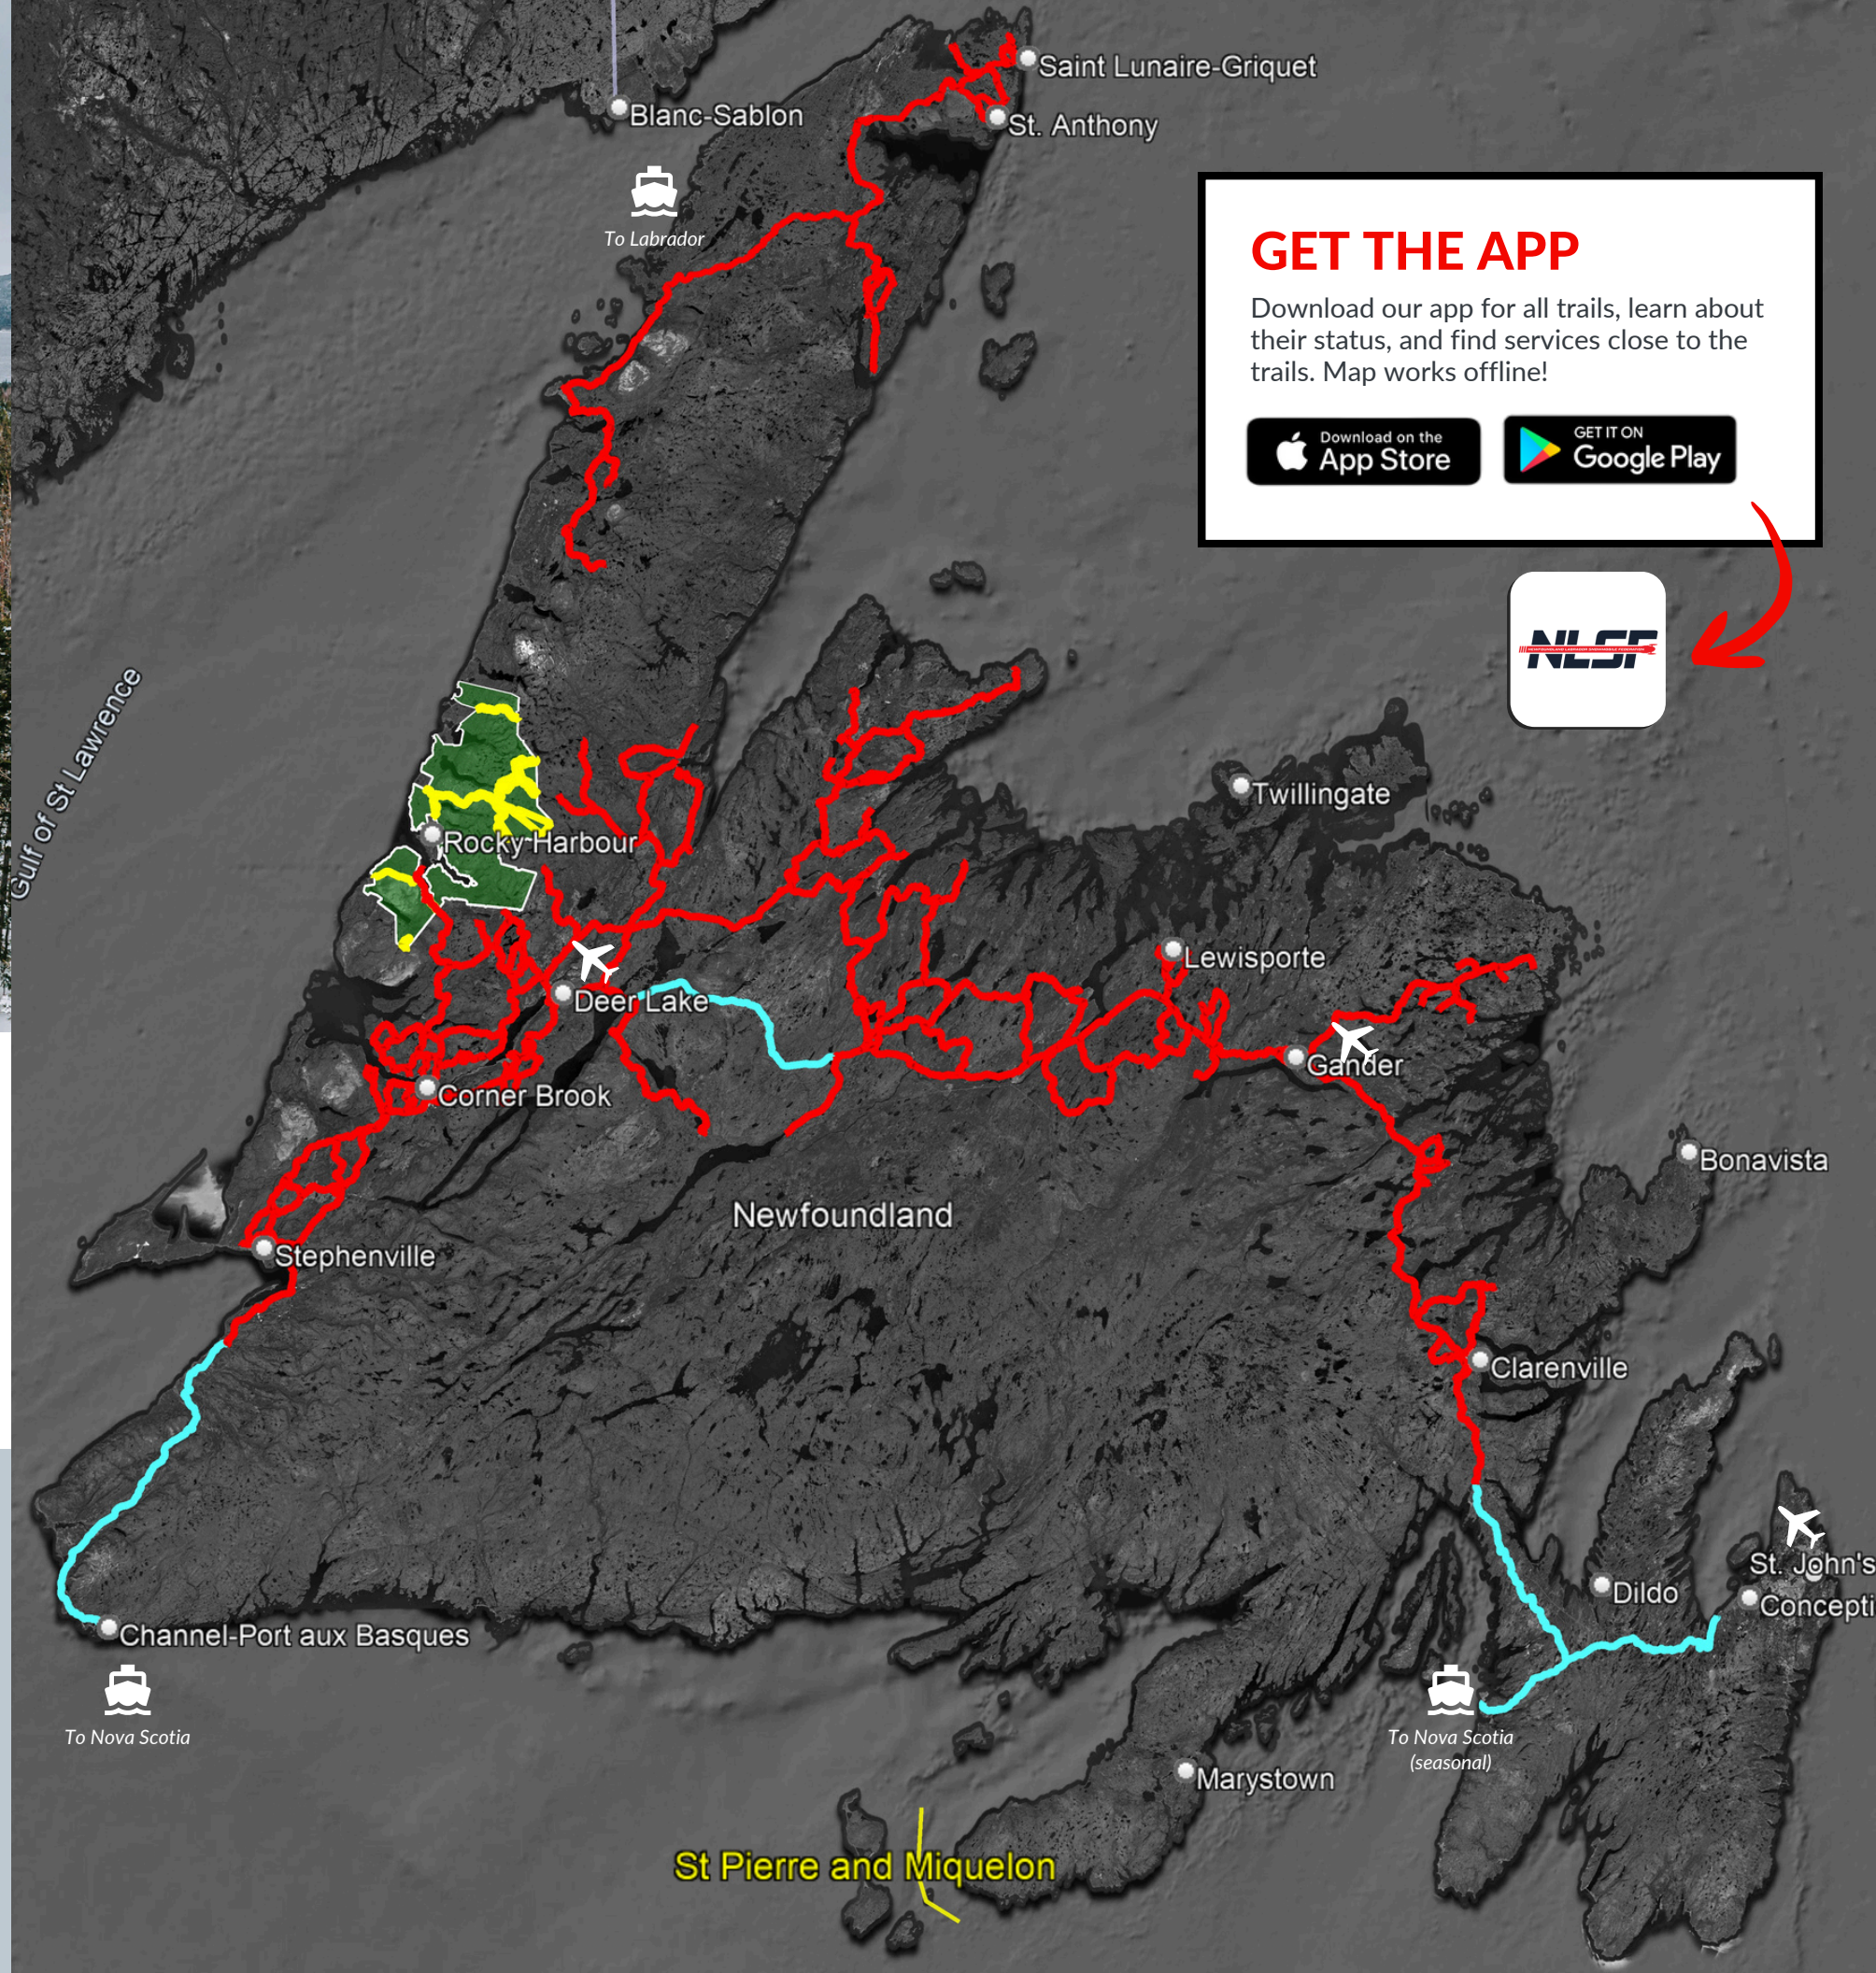 Saint Lunaire-Griquet
Blanc-Sablon
St. Anthony
To Labrador
GET THE APP
Download our app for all trails, learn about
their status, and find services close to the
trails. Map works offline!
Download on the
App Store
GET IT ON
Google Play
NLSF
Gulf of St Lawrence
Twillingate
Rocky Harbour
Lewisporte
Deer Lake
Gander
Corner Brook
Bonavista
Newfoundland
Stephenville
Clarenville
St. John's
Dildo
Concepti
Channel-Port aux Basques
To Nova Scotia
To Nova Scotia
(seasonal)
Marystown
St Pierre and Miquelon